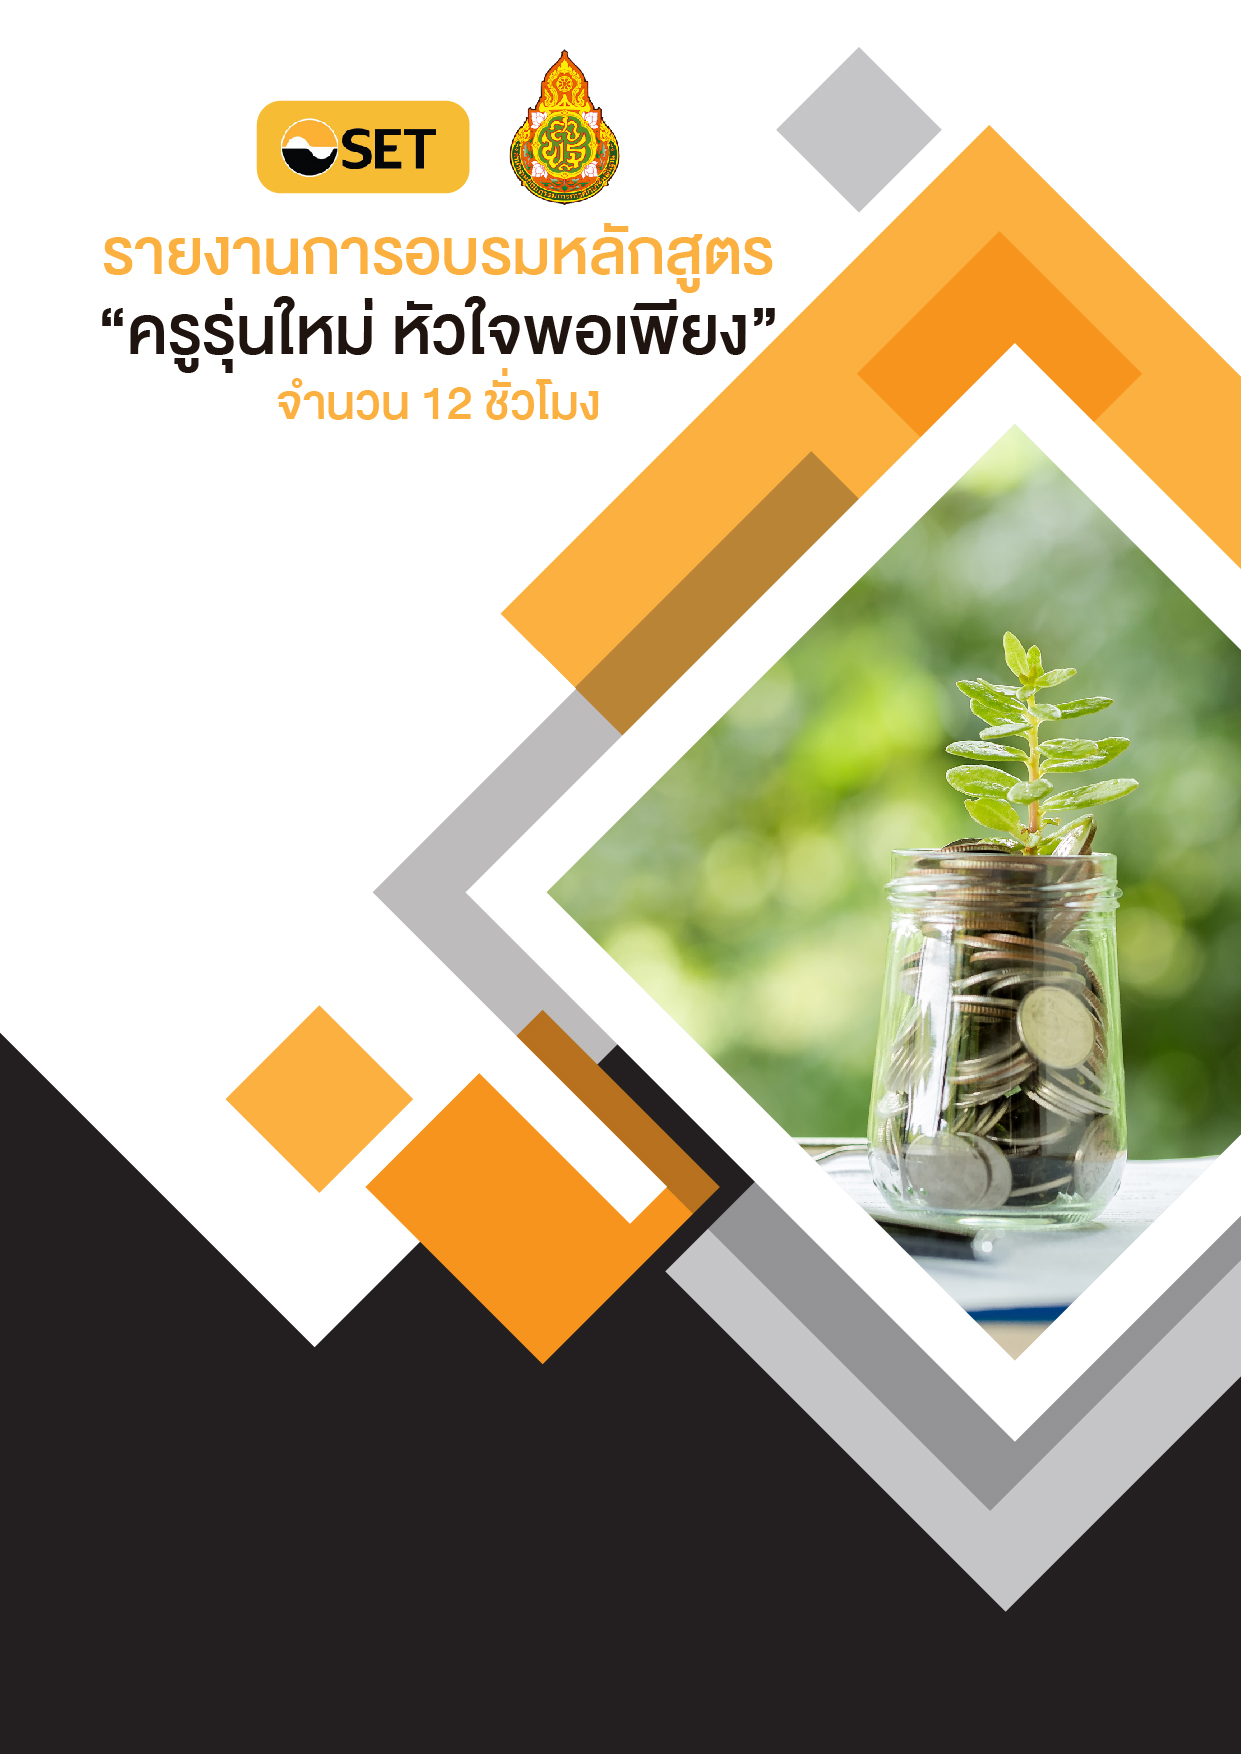 SET
รายงานการอบรมหลักสูตร
“ครูรุ่นใหม่ หัวใจพอเพียง”
จำนวน 12 ชั่วโมง